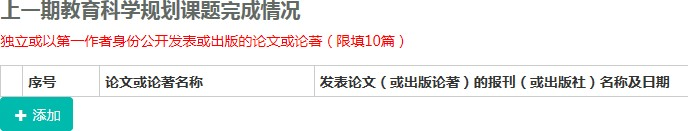 上一期教育科学规划课题完成情况
独立或以第一作者身份公开发表或出版的论文或论著（限填10篇）
序号 论文或论著名称 发表论文（或出版论著）的报刊（或出版社）名称及日期
+ 添加